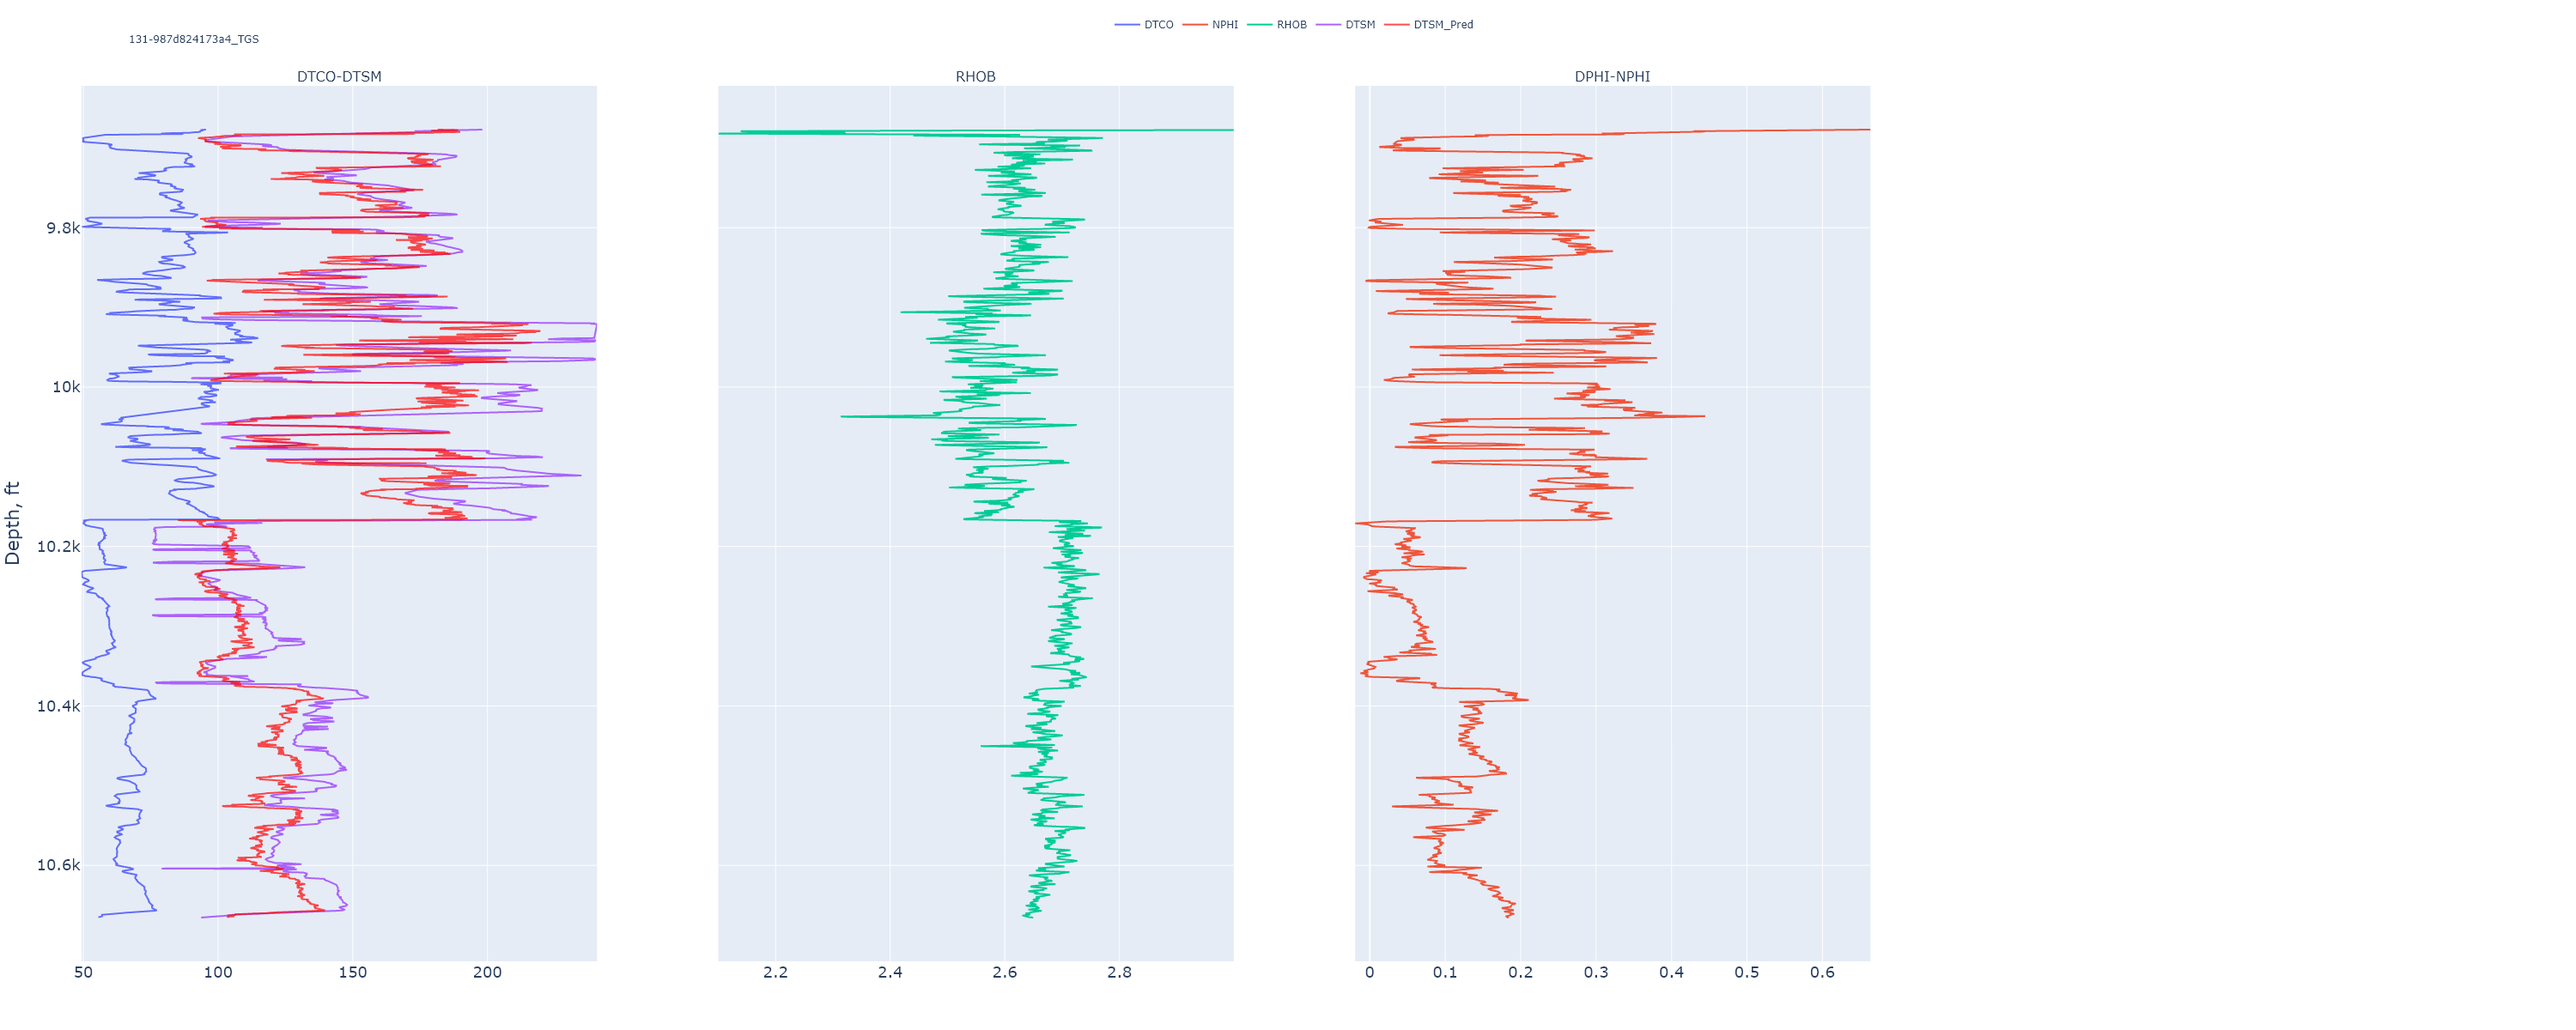 DTCO NPHI RHOB DTSM DTSM_Pred
131-987d824173a4_TGS
DTCO-DTSM RHOB DPHI-NPHI
Depth, ft
9.8k
10k
10.2k
10.4k
10.6k
50 100 150 200 2.2 2.4 2.6 2.8 0 0.1 0.2 0.3 0.4 0.5 0.6